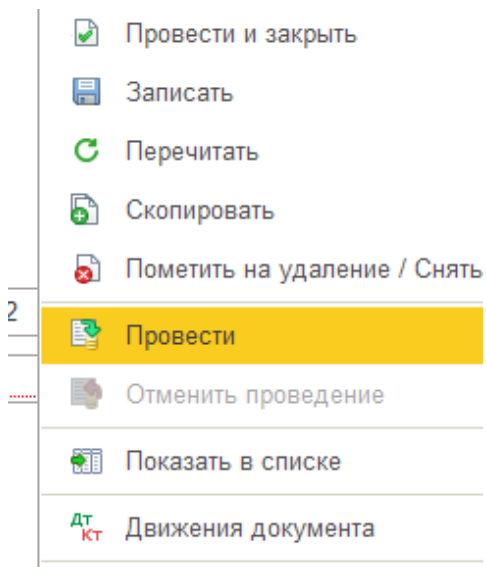 Провести и закрыть
Записать
Перечитать
Скопировать
Пометить на удаление / Снять
2
Провести
Отменить проведение
Показать в списке
Дт Кт Движения документа